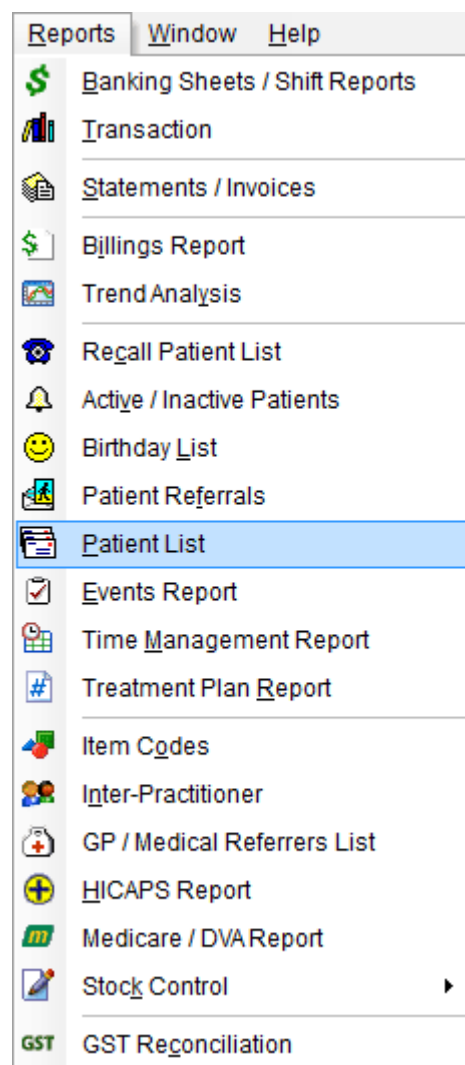 Reports Window Help
Banking Sheets / Shift Reports
Transaction
Statements / Invoices
$ Billings Report
Trend Analysis
Recall Patient List
Active / Inactive Patients
Birthday List
Patient Referrals
Patient List
Events Report
Time Management Report
# Treatment Plan Report
Item Codes
Inter-Practitioner
GP / Medical Referrers List
HICAPS Report
m Medicare / DVA Report
Stock Control
GST GST Reconciliation